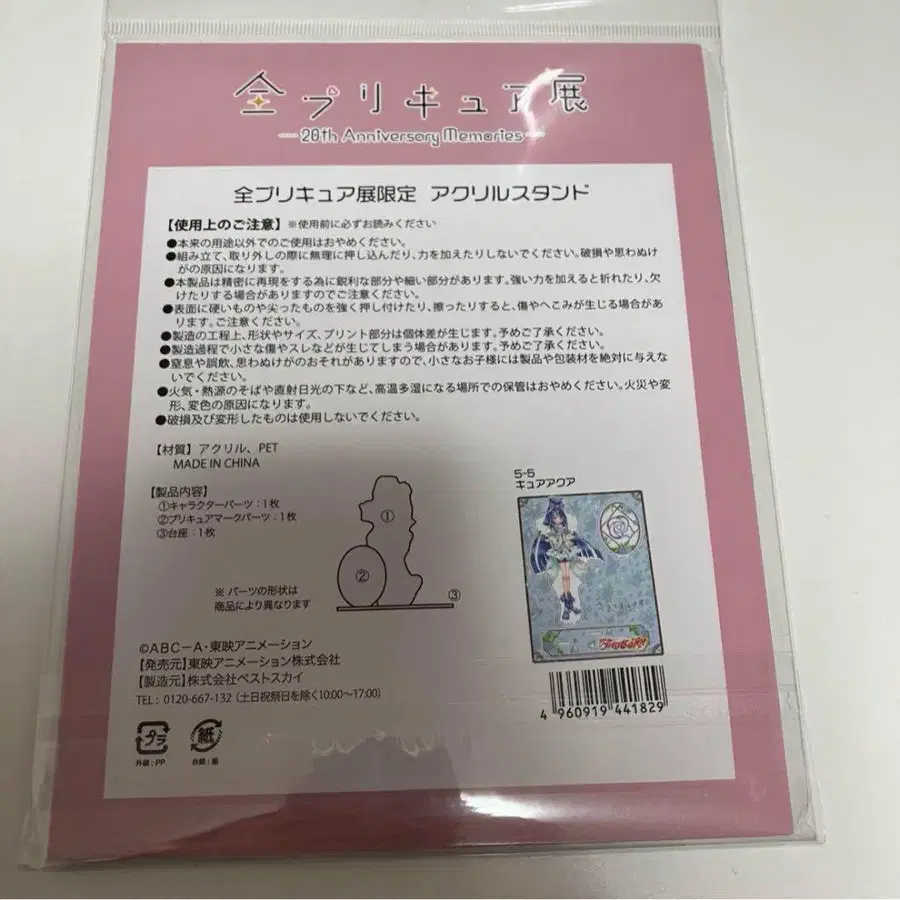 全プリキュア展
20th Anniversary Memories
全プリキュア展限定 アクリルスタンド
【使用上のご注意】 ※使用前に必ずお読みください
●本来の用途以外でのご使用はおやめください。
●組み立て、取り外しの際に無理に押し込んだり、力を加えたりしないでください。破損や思わぬけ
がの原因になります。
●本製品は精密に再現をする為に鋭利な部分や細い部分があります。強い力を加えると折れたり、欠
けたりする場合がありますのでご注意ください。
●表面に硬いものや尖ったものを強く押し付けたり、擦ったりすると、傷やへこみが生じる場合があ
ります。ご注意ください。
●製造の工程上、形状やサイズ、プリント部分は個体差が生じます。予めご了承ください。
●製造過程で小さな傷やスレなどが生じてしまう場合があります。予めご了承ください。
●窒息や誤飲、思わぬけがのおそれがありますので、小さなお子様には製品や包装材を絶対に与えな
いでください。
●火気・熱源のそばや直射日光の下など、高温多湿になる場所での保管はおやめください。火災や変
形、変色の原因になります。
●破損及び変形したものは使用しないでください。
【材質】アクリル、PET
MADE IN CHINA
【製品内容】
①キャラクターパーツ：1枚
②プリキュアマークパーツ：1枚
③台座：1枚
①
②
③
※ パーツの形状は
商品により異なります
5-5
キュアアクア
©ABC-A・東映アニメーション
【発売元】東映アニメーション株式会社
【製造元】株式会社ベストスカイ
TEL : 0120-667-132（土日祝祭日を除く10:00～17:00）
4 960919 441829
プラ
紙
外袋：PP
台紙：紙